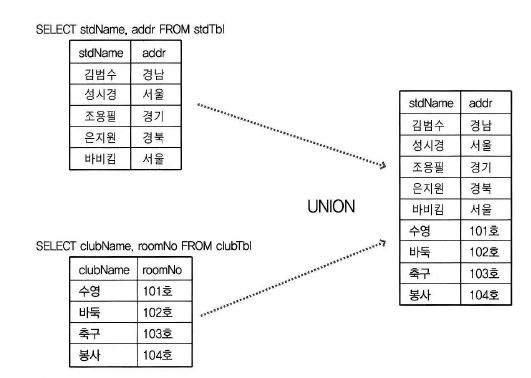 SELECT stdName, addr FROM stdTbl
stdName addr
김범수 경남
성시경 서울
조용필 경기
은지원 경북
바비킴 서울
UNION
SELECT clubName, roomNo FROM clubTbl
clubName roomNo
수영 101호
바둑 102호
축구 103호
봉사 104호
stdName addr
김범수 경남
성시경 서울
조용필 경기
은지원 경북
바비킴 서울
수영 101호
바둑 102호
축구 103호
봉사 104호